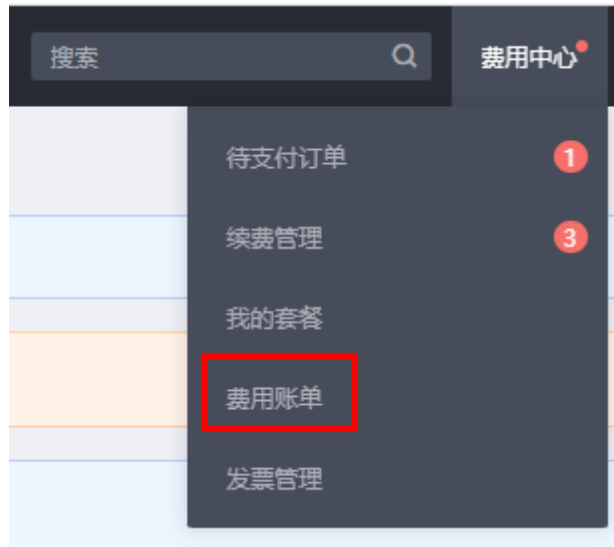 搜索
费用中心
待支付订单 1
续费管理 3
我的套餐
费用账单
发票管理